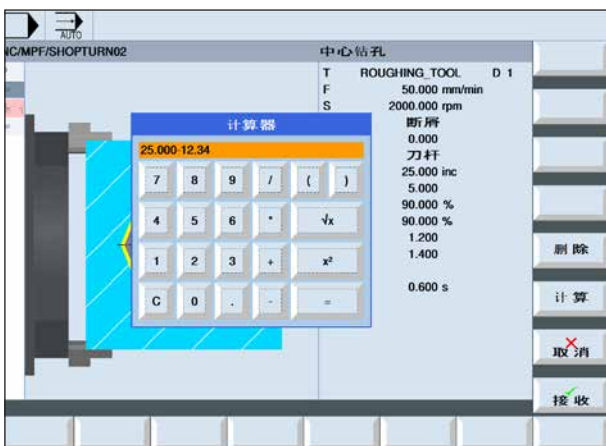 AUTO
NC/MPF/SHOPTURN02
中心钻孔
T ROUGHING_TOOL D 1
F 50.000 mm/min
S 2000.000 rpm
断屑
0.000
刀杆
25.000 inc
5.000
90.000 %
90.000 %
1.200
1.400
0.600 s
计算器
25.000-12.34
7 8 9 / ( )
4 5 6 * √x
1 2 3 + x²
C 0 . - =
删除
计算
取消
接收